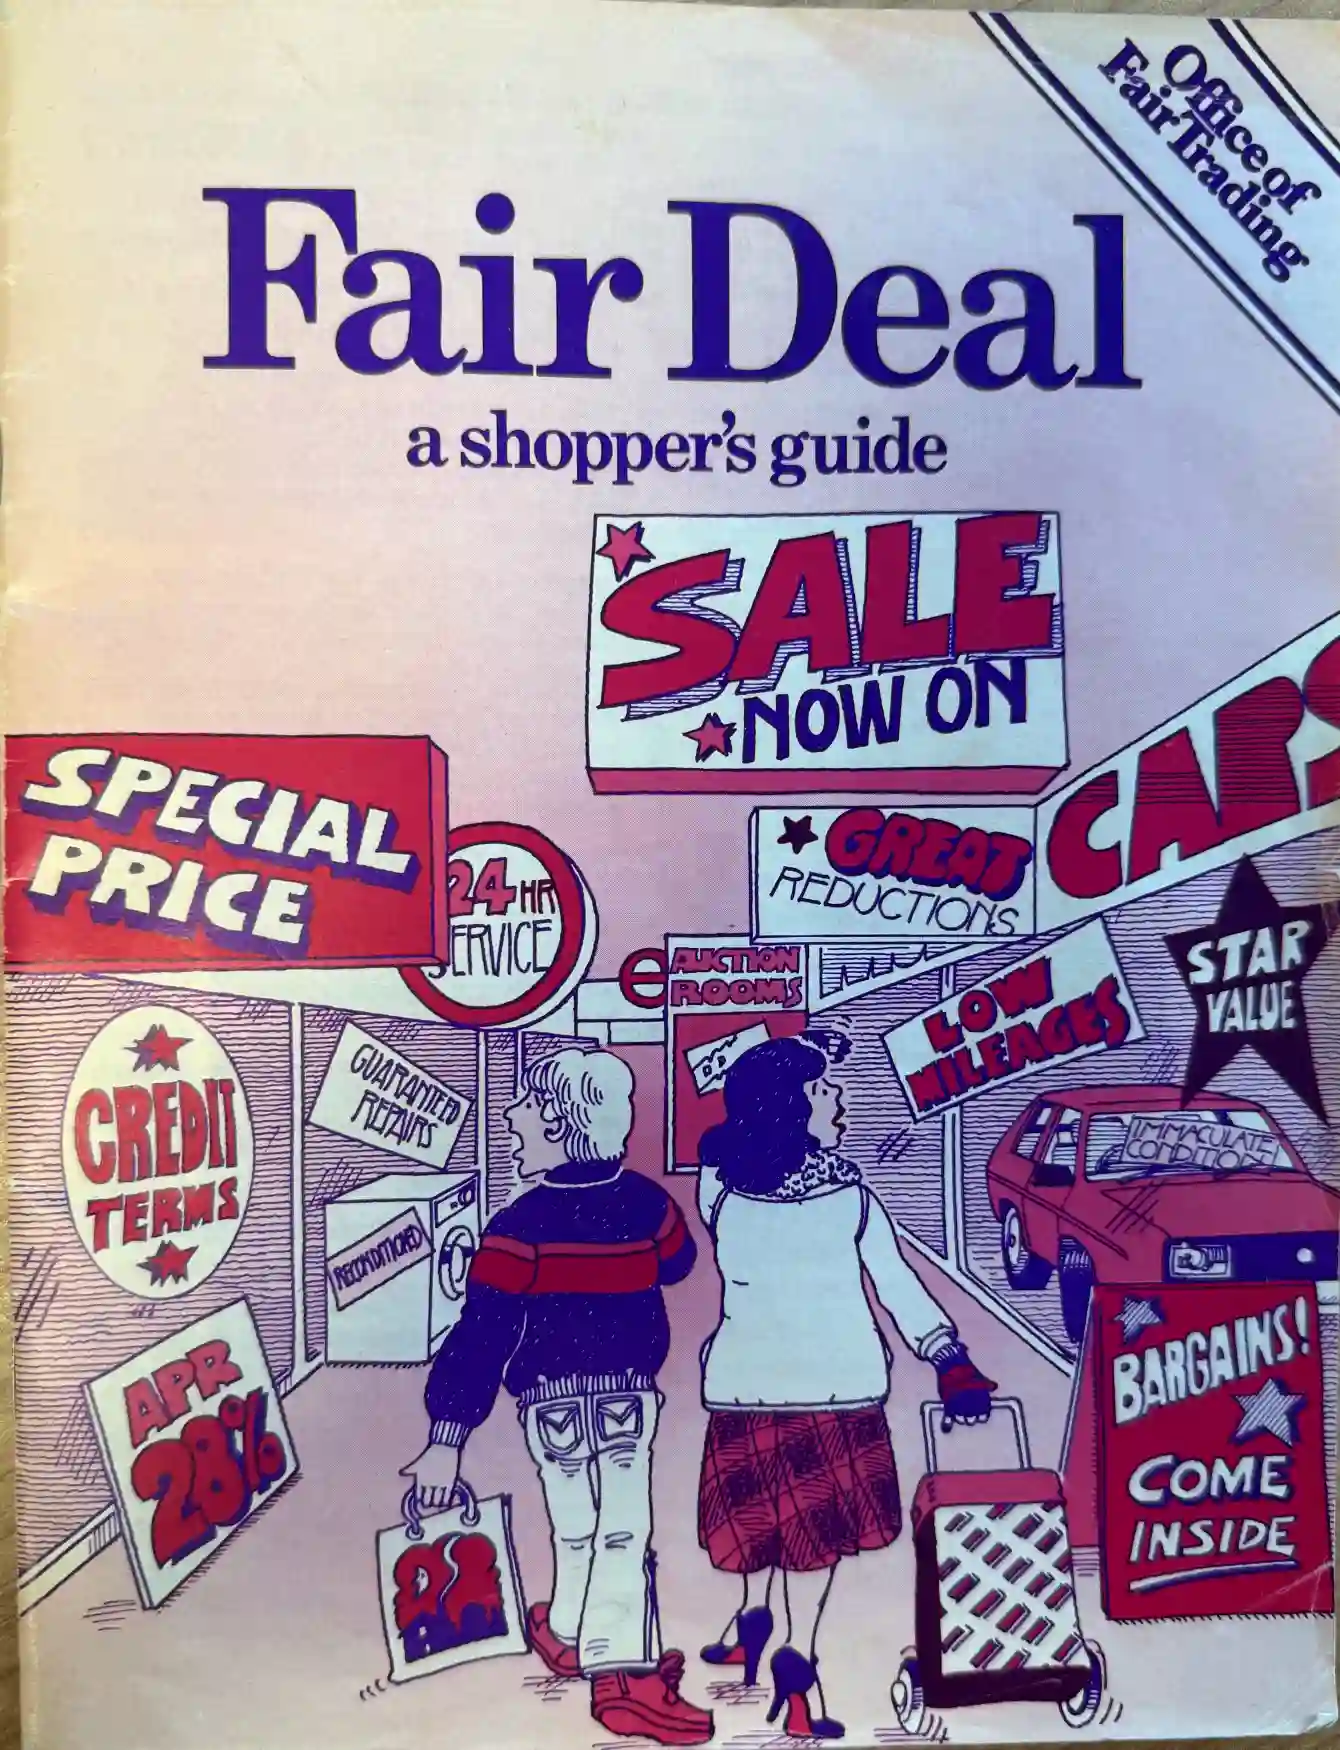 Office of
Fair Trading
Fair Deal
a shopper's guide
SALE
NOW ON
SPECIAL
PRICE
24 HR
SERVICE
GREAT
REDUCTIONS
CARS
AUCTION
ROOMS
LOW
MILEAGES
STAR
VALUE
CREDIT
TERMS
GUARANTEED
REPAIRS
RECONDITIONED
IMMACULATE
CONDITION
APR
28%
BARGAINS!
COME
INSIDE